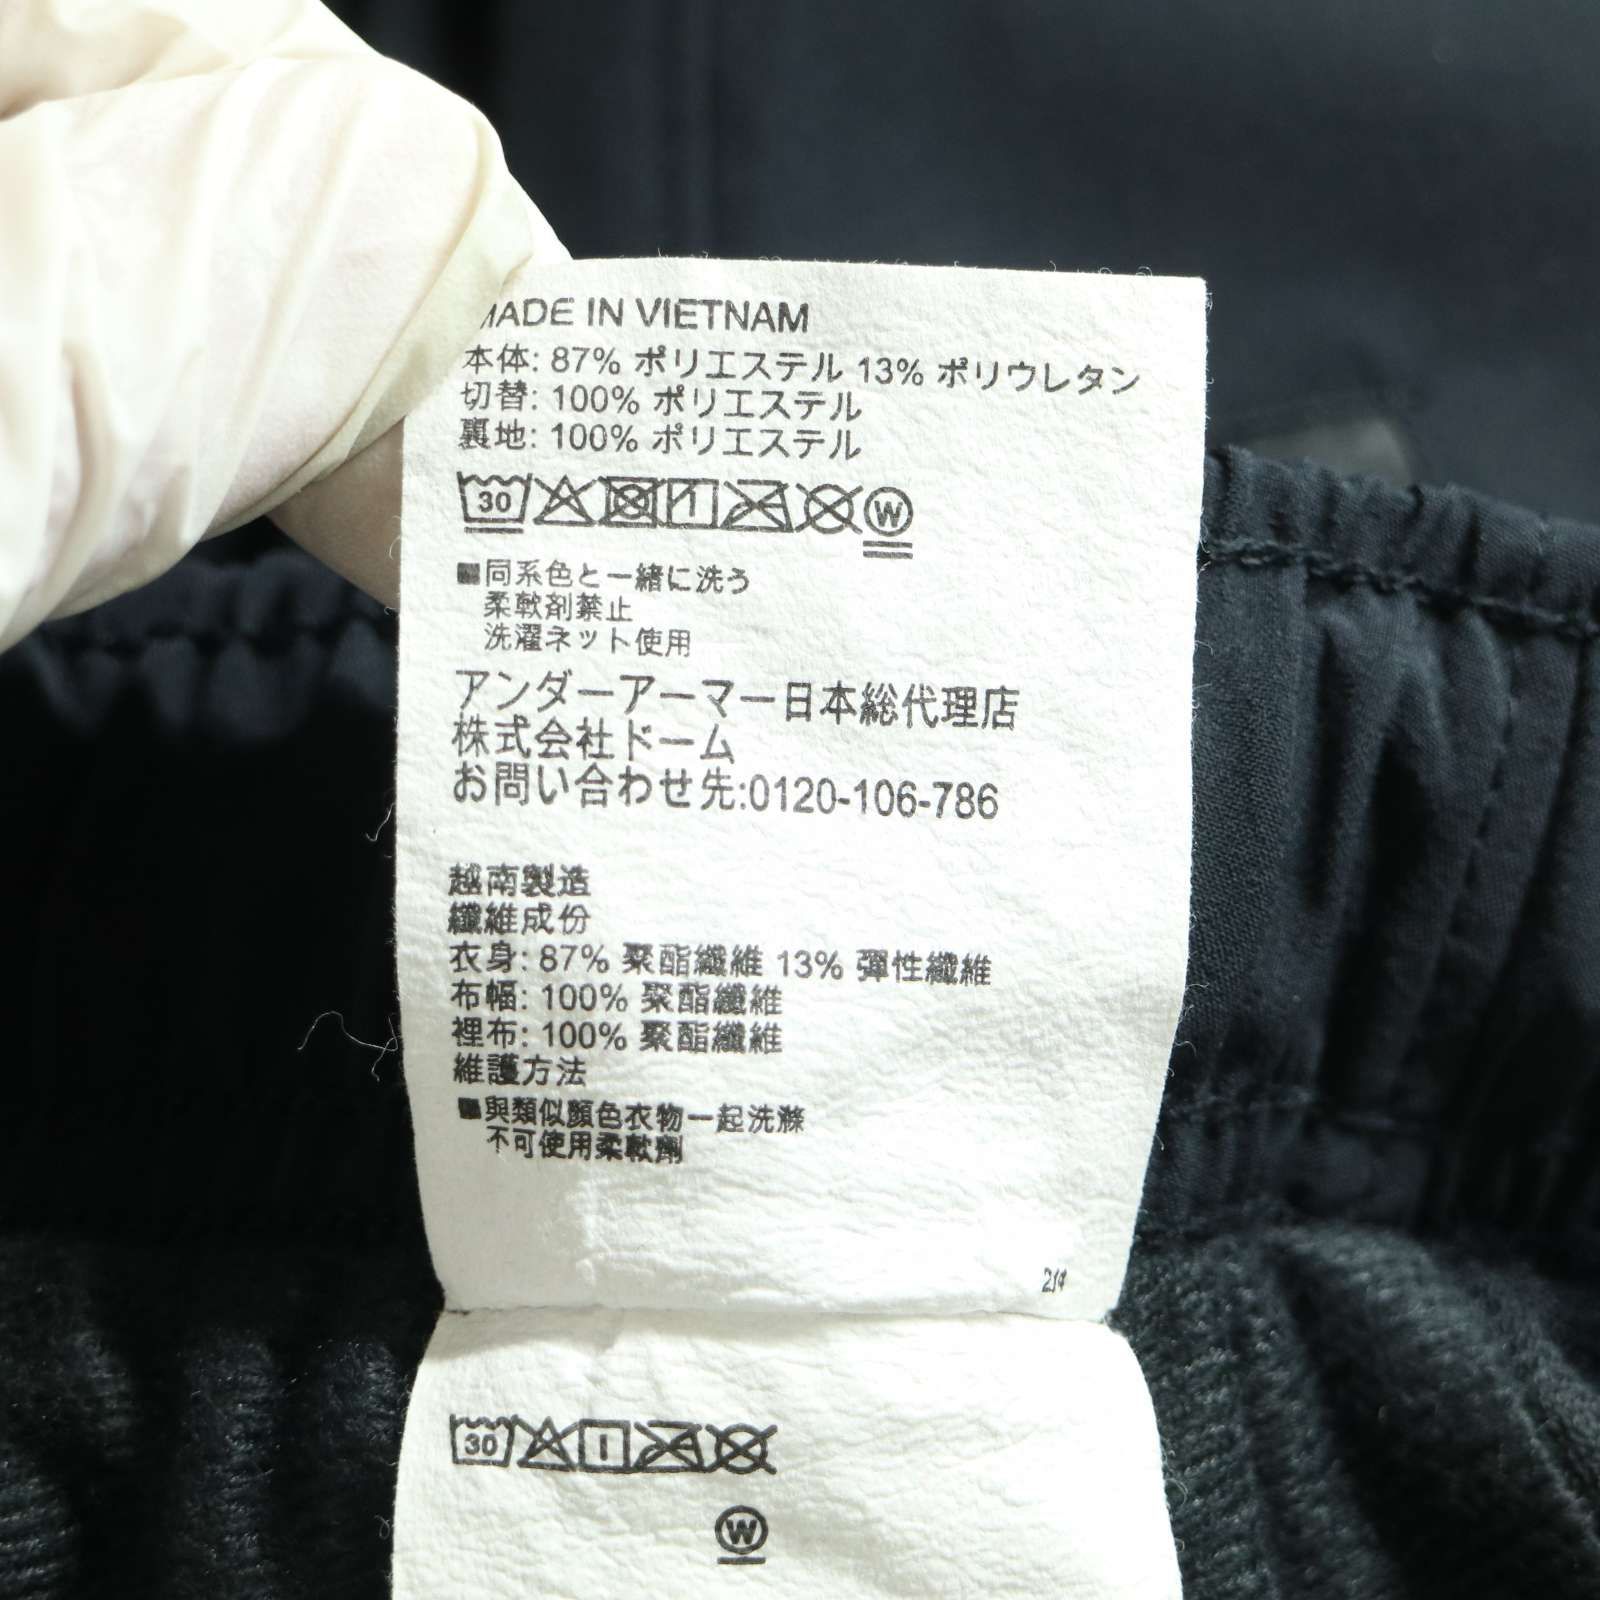 MADE IN VIETNAM
本体: 87% ポリエステル 13% ポリウレタン
切替: 100% ポリエステル
裏地: 100% ポリエステル
30 W
■同系色と一緒に洗う
柔軟剤禁止
洗濯ネット使用
アンダーアーマー日本総代理店
株式会社ドーム
お問い合わせ先:0120-106-786
越南製造
纖維成份
衣身: 87% 聚酯纖維 13% 彈性纖維
布幅: 100% 聚酯纖維
裡布: 100% 聚酯纖維
維護方法
■與類似顏色衣物一起洗滌
不可使用柔軟劑
30
W